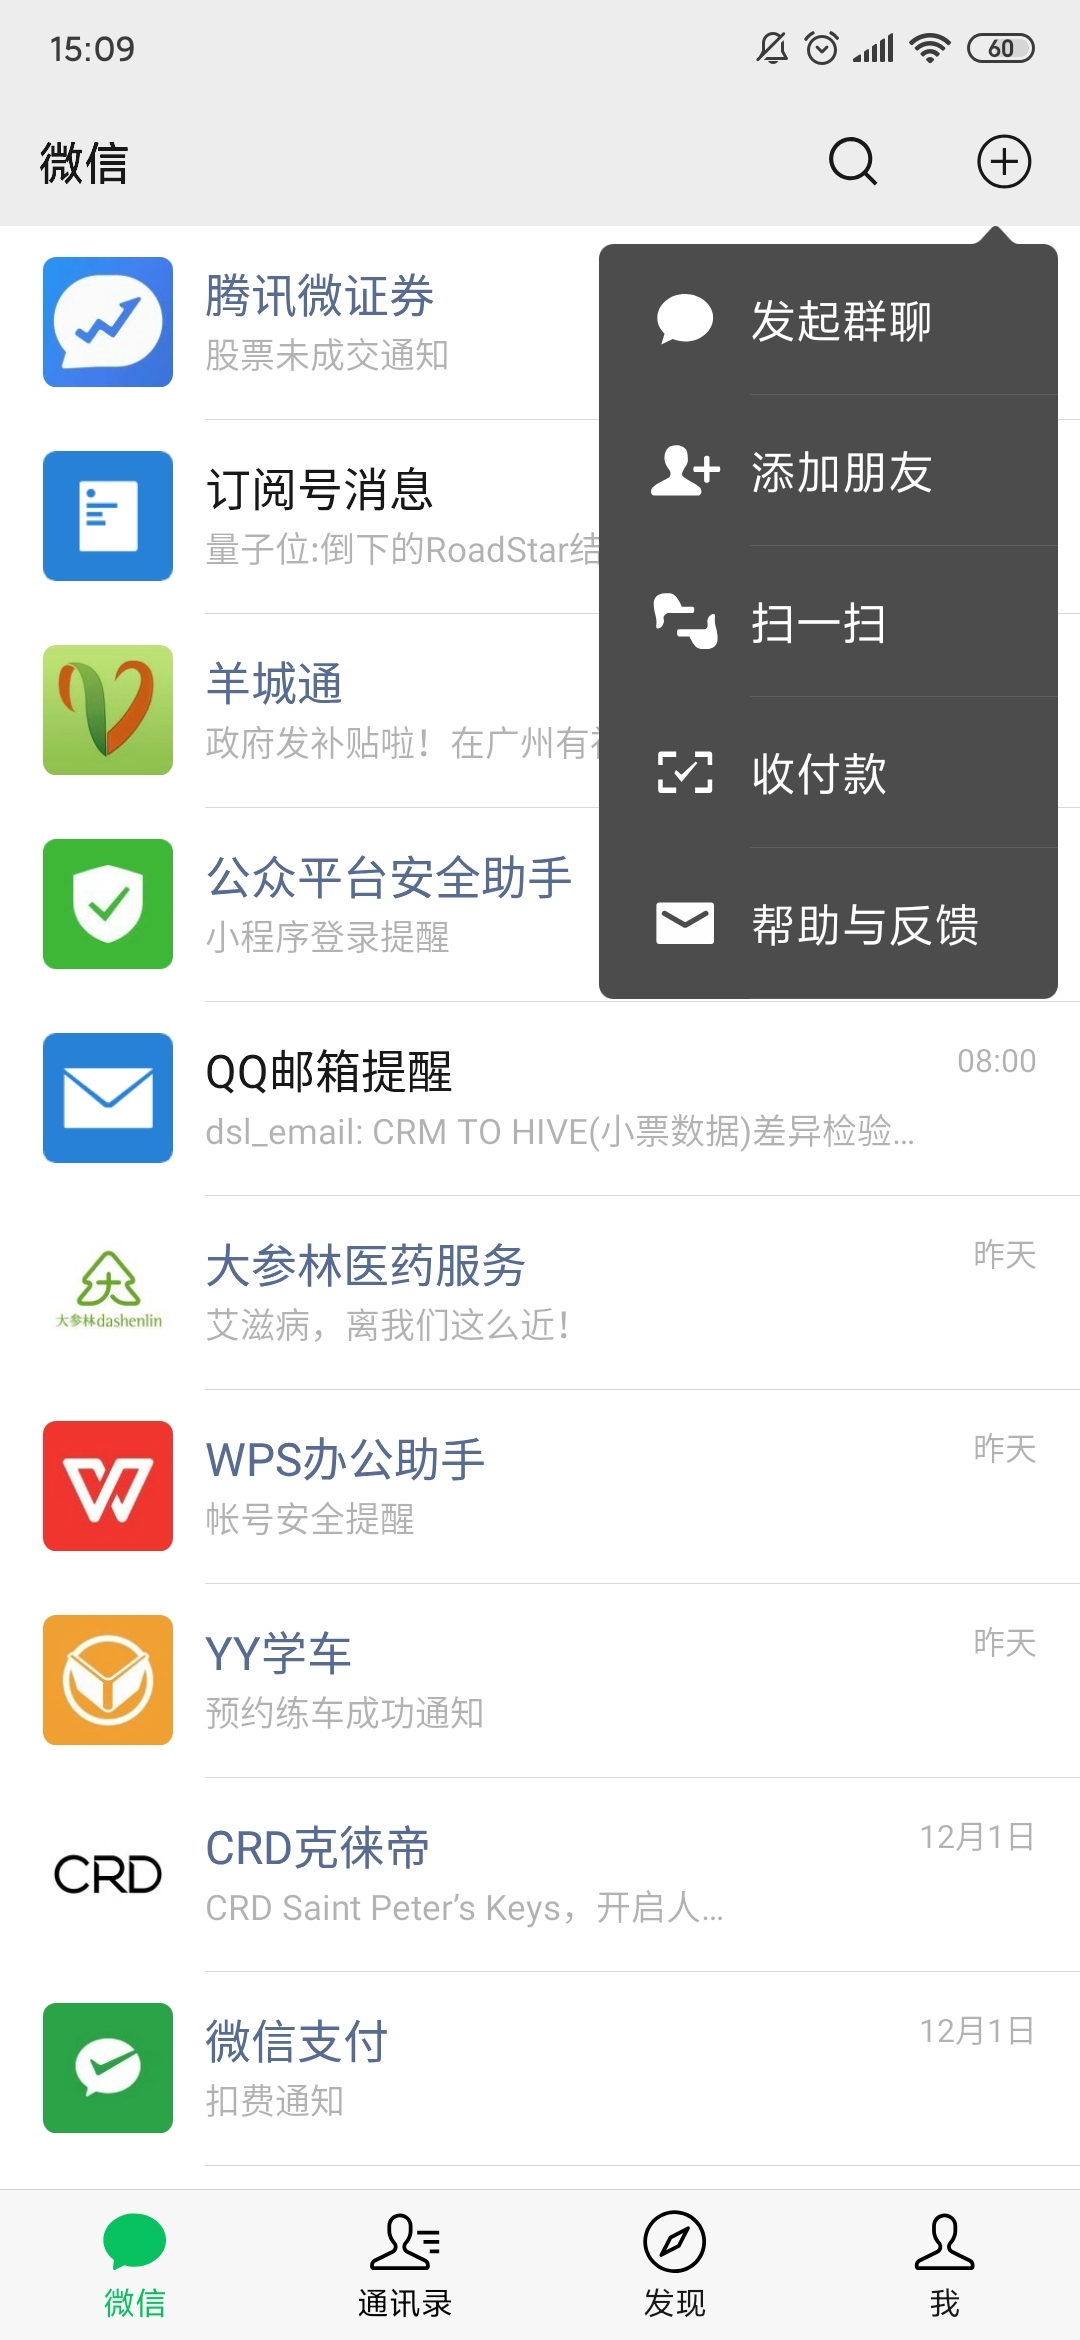 15:09
60
微信
腾讯微证券
股票未成交通知
订阅号消息
量子位:倒下的RoadStar结
羊城通
政府发补贴啦！在广州有
公众平台安全助手
小程序登录提醒
发起群聊
添加朋友
扫一扫
收付款
帮助与反馈
QQ邮箱提醒
08:00
dsl_email: CRM TO HIVE(小票数据)差异检验...
大参林dashenlin
大参林医药服务
昨天
艾滋病，离我们这么近！
WPS办公助手
昨天
帐号安全提醒
YY学车
昨天
预约练车成功通知
CRD
CRD克徕帝
12月1日
CRD Saint Peter’s Keys，开启人...
微信支付
12月1日
扣费通知
微信
通讯录
发现
我